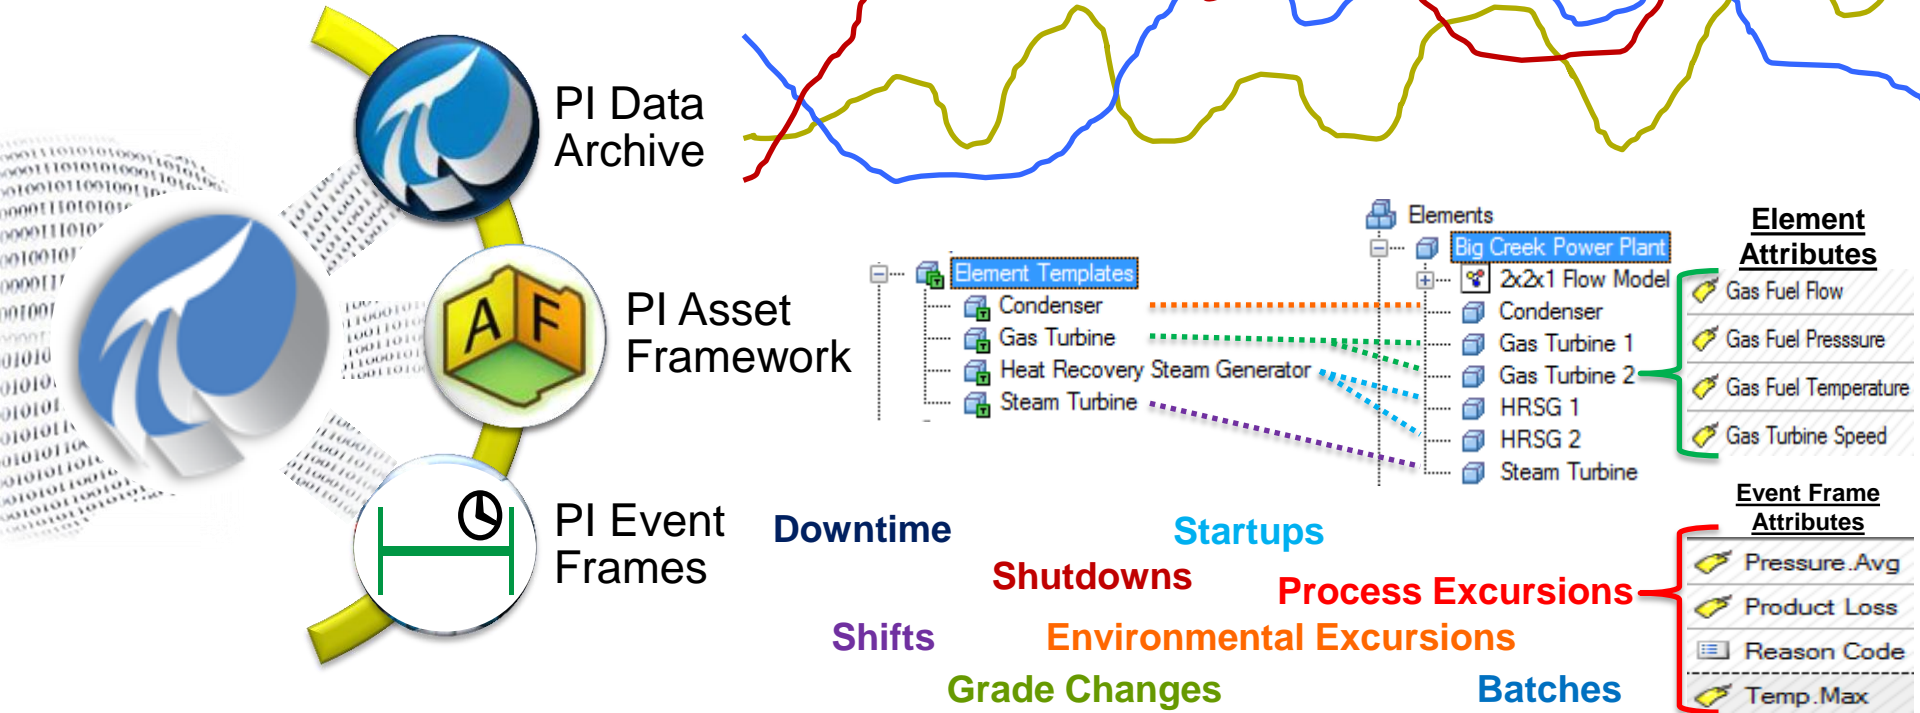 PI Data
Archive
PI Asset
Framework
PI Event
Frames
AF
Element Templates
Condenser
Gas Turbine
Heat Recovery Steam Generator
Steam Turbine
Elements
Big Creek Power Plant
2x2x1 Flow Model
Condenser
Gas Turbine 1
Gas Turbine 2
HRSG 1
HRSG 2
Steam Turbine
Element
Attributes
Gas Fuel Flow
Gas Fuel Presssure
Gas Fuel Temperature
Gas Turbine Speed
Downtime
Startups
Shutdowns
Process Excursions
Shifts
Environmental Excursions
Grade Changes
Batches
Event Frame
Attributes
Pressure.Avg
Product Loss
Reason Code
Temp.Max